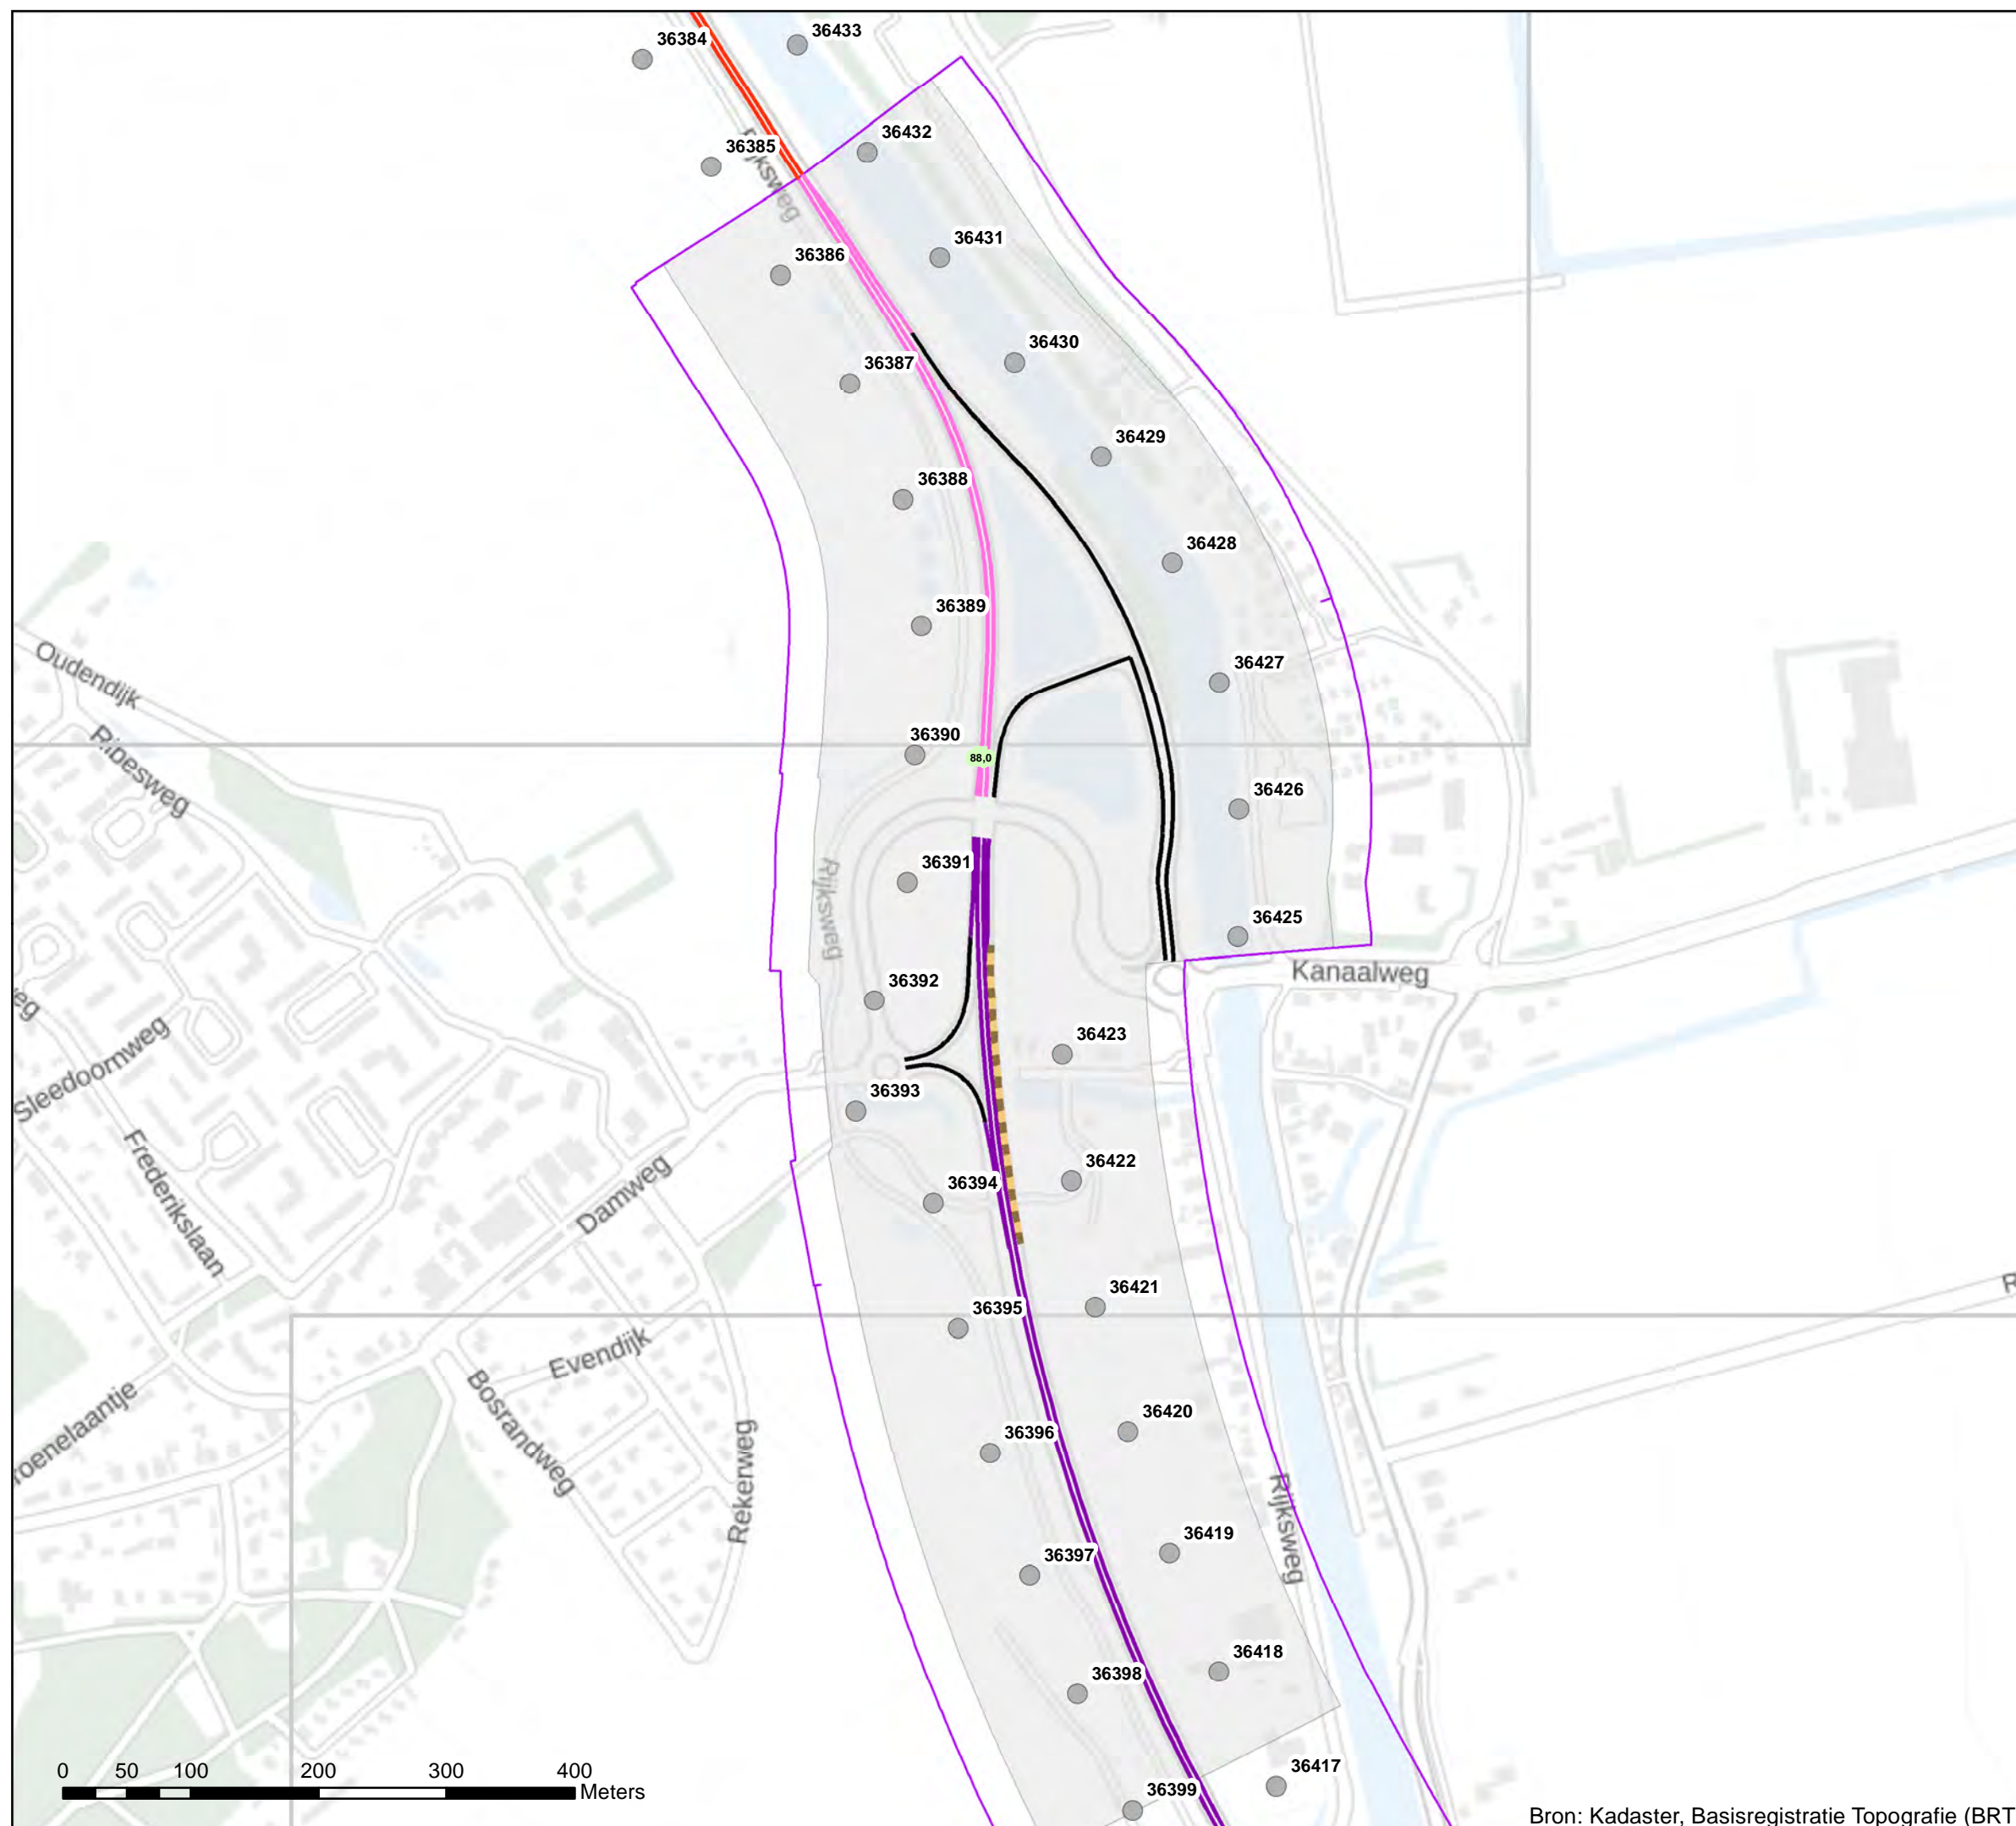 36433
36384
36432
36385
Rijksweg
36431
36386
36430
36387
36429
36388
36428
36389
Oudendijk
36427
36390
Ribesweg
88,0
36426
36391
Rijksweg
36425
Kanaalweg
36392
eg
36423
Sleedoornweg
36393
Frederikslaan
36422
36394
Damweg
R
36421
36395
Evendijk
roenelaantje
Bosrandweg
36420
36396
Rekerweg
Rijksweg
36419
36397
36418
36398
0 50 100 200 300 400
Meters
36417
36399
Bron: Kadaster, Basisregistratie Topografie (BRT